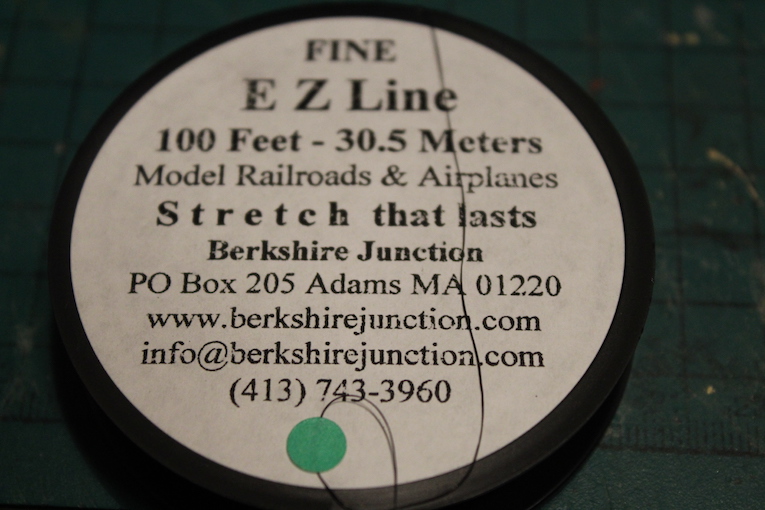 FINE
E Z Line
100 Feet - 30.5 Meters
Model Railroads & Airplanes
Stretch that lasts
Berkshire Junction
PO Box 205 Adams MA 01220
www.berkshirejunction.com
info@berkshirejunction.com
(413) 743-3960